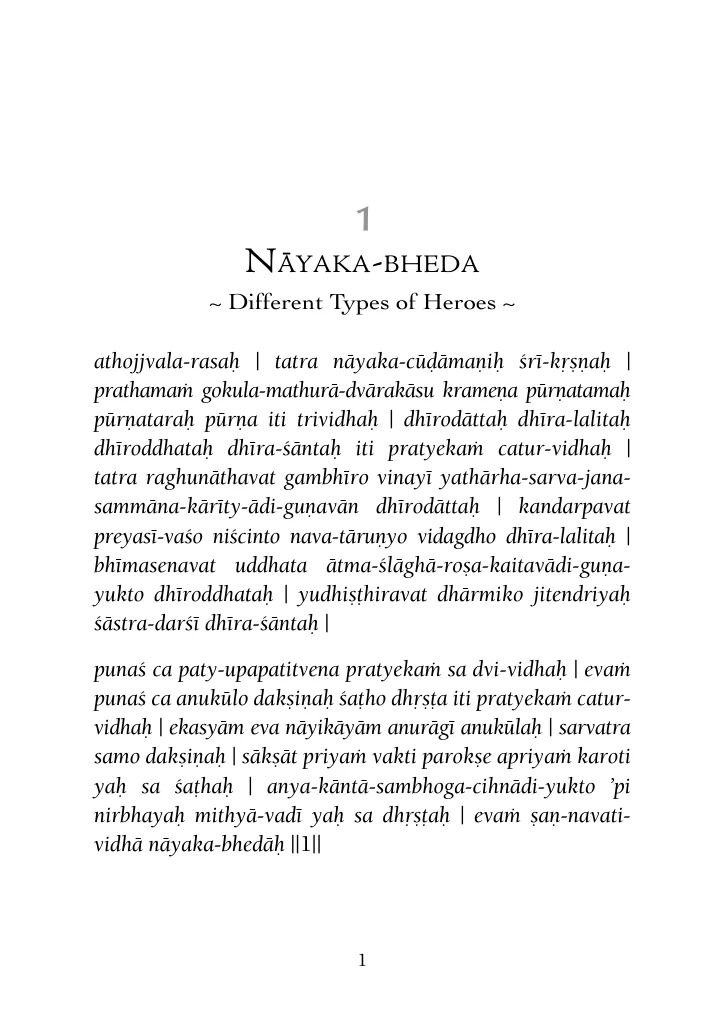 1
Nāyaka-bheda
~ Different Types of Heroes ~
athojjvala-rasaḥ | tatra nāyaka-cūḍāmaṇiḥ śrī-kṛṣṇaḥ |
prathamaṁ gokula-mathurā-dvārakāsu krameṇa pūrṇatamaḥ
pūrṇataraḥ pūrṇa iti trividhaḥ | dhīrodāttaḥ dhīra-lalitaḥ
dhīroddhataḥ dhīra-śāntaḥ iti pratyekaṁ catur-vidhaḥ |
tatra raghunāthavat gambhīro vinayī yathārha-sarva-jana-
sammāna-kārīty-ādi-guṇavān dhīrodāttaḥ | kandarpavat
preyasī-vaśo niścinto nava-tāruṇyo vidagdho dhīra-lalitaḥ |
bhīmasenavat uddhata ātma-ślāghā-roṣa-kaitavādi-guṇa-
yukto dhīroddhataḥ | yudhiṣṭhiravat dhārmiko jitendriyaḥ
śāstra-darśī dhīra-śāntaḥ |
punaś ca paty-upapatitvena pratyekaṁ sa dvi-vidhaḥ | evaṁ
punaś ca anukūlo dakṣiṇaḥ śaṭho dhṛṣṭa iti pratyekaṁ catur-
vidhaḥ | ekasyām eva nāyikāyām anurāgī anukūlaḥ | sarvatra
samo dakṣiṇaḥ | sākṣāt priyaṁ vakti parokṣe apriyaṁ karoti
yaḥ sa śaṭhaḥ | anya-kāntā-sambhoga-cihnādi-yukto ’pi
nirbhayaḥ mithyā-vadī yaḥ sa dhṛṣṭaḥ | evaṁ ṣaṇ-navati-
vidhā nāyaka-bhedāḥ ||1||
1